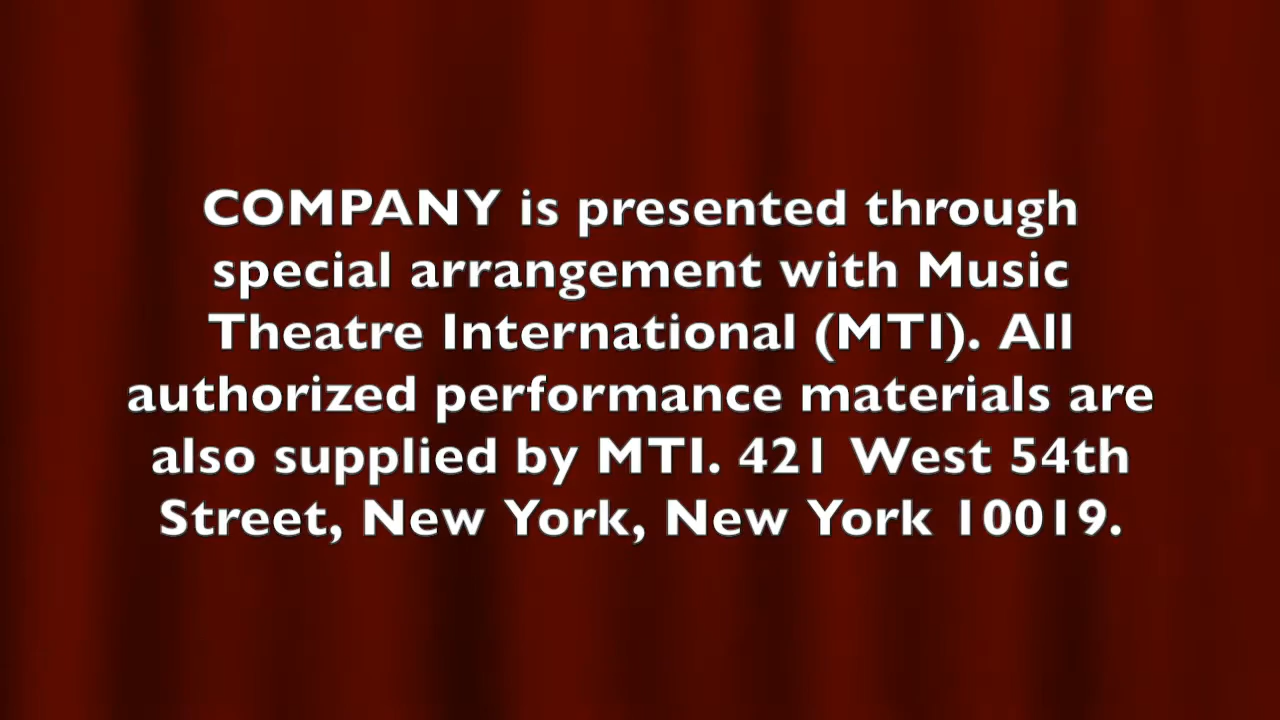 COMPANY is presented through
special arrangement with Music
Theatre International (MTI). All
authorized performance materials are
also supplied by MTI. 421 West 54th
Street, New York, New York 10019.